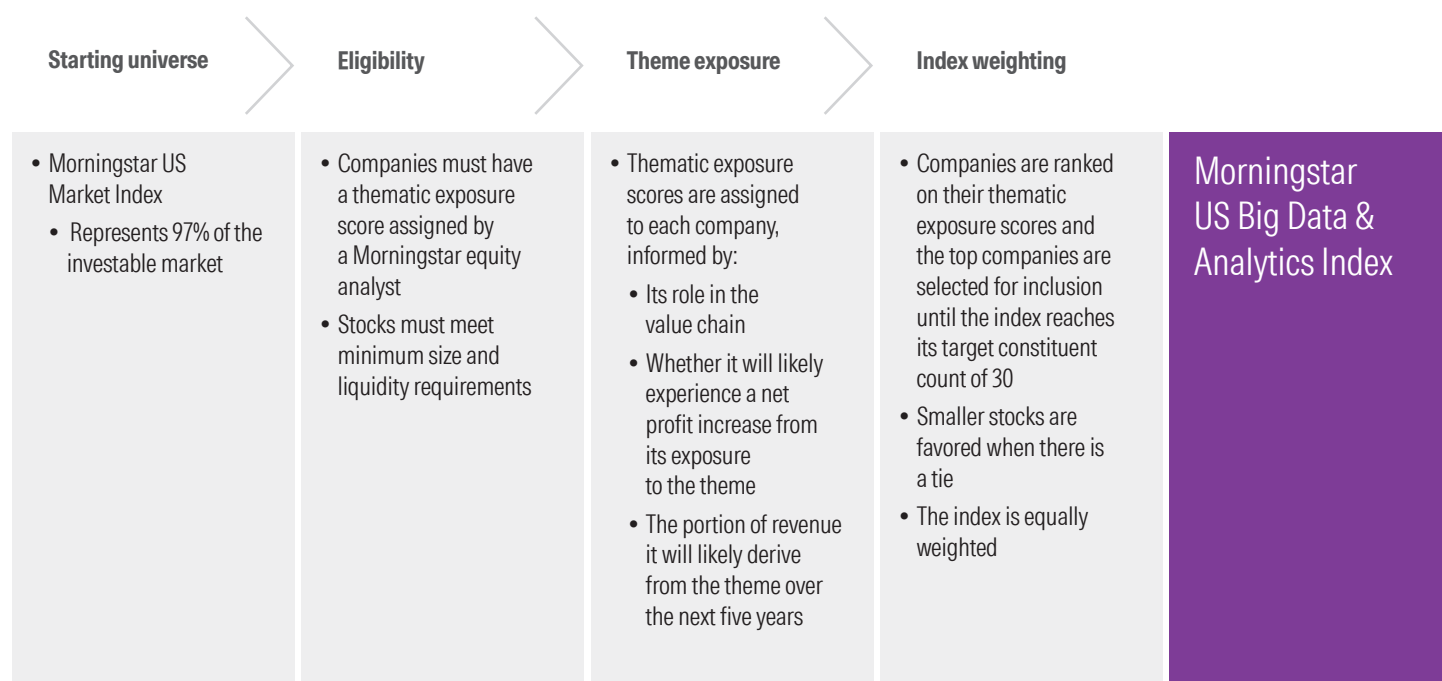 Starting universe
Eligibility
Theme exposure
Index weighting
• Morningstar US
Market Index
• Represents 97% of the
investable market
• Companies must have
a thematic exposure
score assigned by
a Morningstar equity
analyst
• Stocks must meet
minimum size and
liquidity requirements
• Thematic exposure
scores are assigned
to each company,
informed by:
• Its role in the
value chain
• Whether it will likely
experience a net
profit increase from
its exposure
to the theme
• The portion of revenue
it will likely derive
from the theme over
the next five years
• Companies are ranked
on their thematic
exposure scores and
the top companies are
selected for inclusion
until the index reaches
its target constituent
count of 30
• Smaller stocks are
favored when there is
a tie
• The index is equally
weighted
Morningstar
US Big Data &
Analytics Index